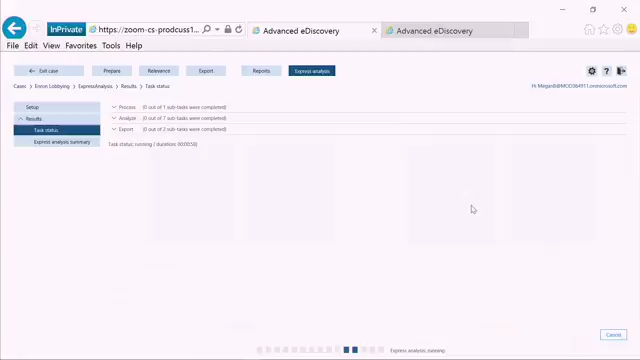 InPrivate https://zoom-cs-prodcuss1... Advanced eDiscovery Advanced eDiscovery
File Edit View Favorites Tools Help
Exit case Prepare Relevance Export Reports Express analysis
Cases Enron Lobbying ExpressAnalysis Results Task status
Setup
Results
Task status
Express analysis summary
Process (0 out of 1 sub-tasks were completed)
Analyze (0 out of 7 sub-tasks were completed)
Export (0 out of 2 sub-tasks were completed)
Task status: running ( duration: 00:00:58)
Cancel
Express analysis running